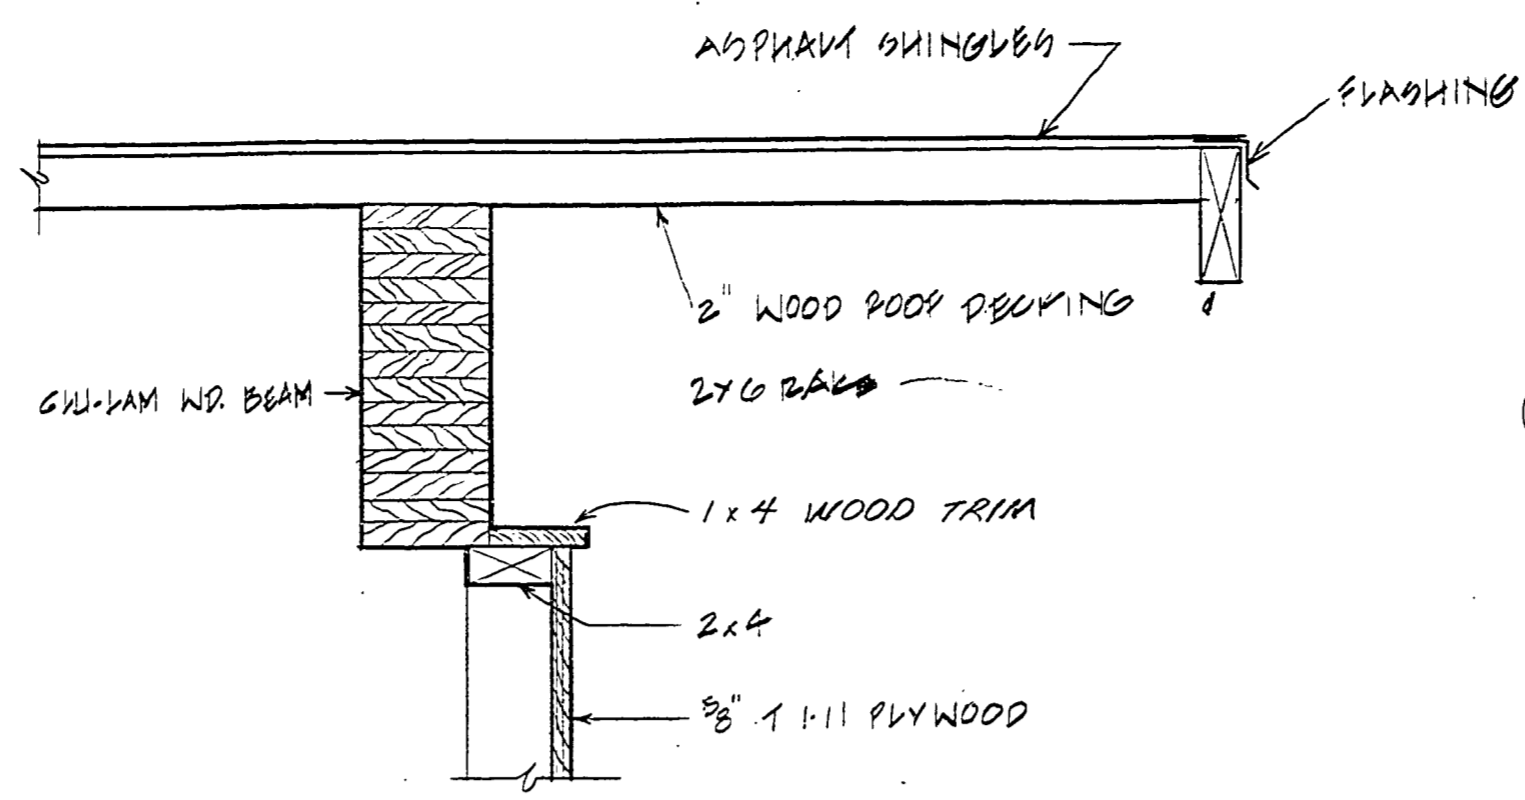 ASPHALT SHINGLES
FLASHING
2" WOOD ROOF DECKING
2x6 RAKE
GLU-LAM WD. BEAM
1x4 WOOD TRIM
2x4
5/8" T 1-11 PLYWOOD